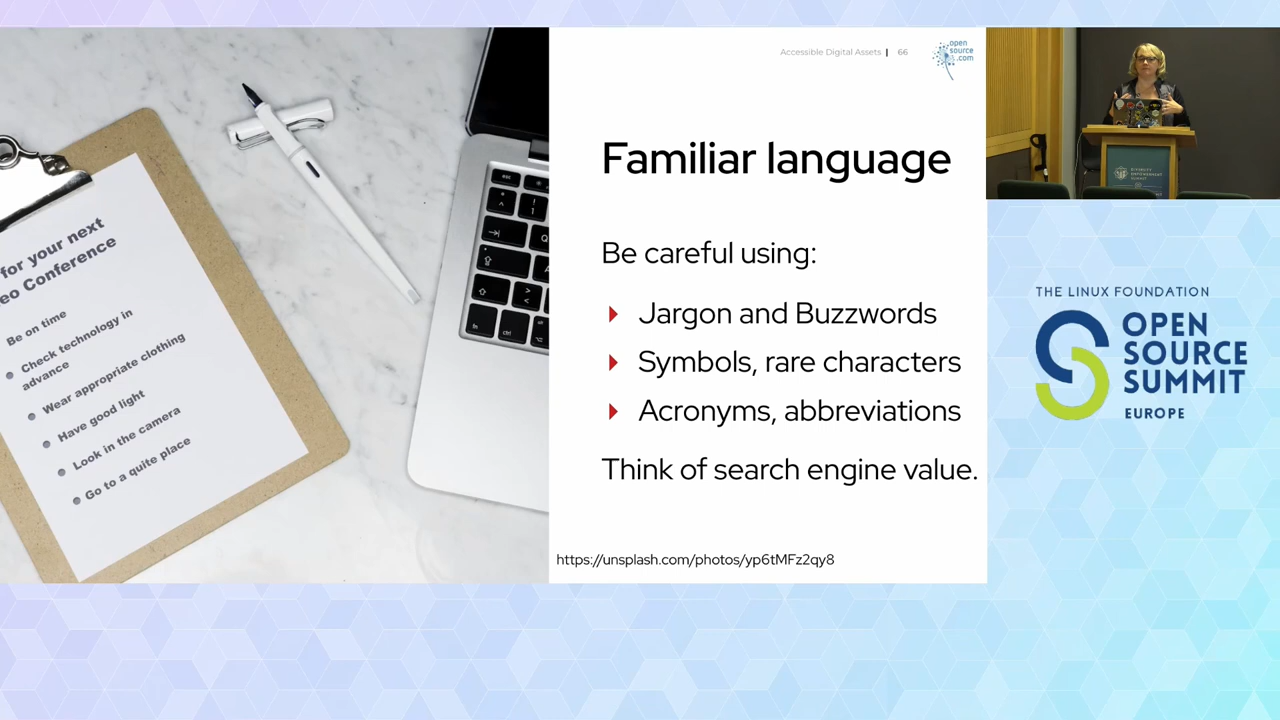 Accessible Digital Assets | 66
open
source
.com
Familiar language
Be careful using:
Jargon and Buzzwords
Symbols, rare characters
Acronyms, abbreviations
Think of search engine value.
https://unsplash.com/photos/yp6tMFz2qy8
for your next
eo Conference
Be on time
Check technology in
advance
Wear appropriate clothing
Have good light
Look in the camera
Go to a quite place
esc
Q
fn
ctrl
THE LINUX FOUNDATION
OPEN
SOURCE
SUMMIT
EUROPE